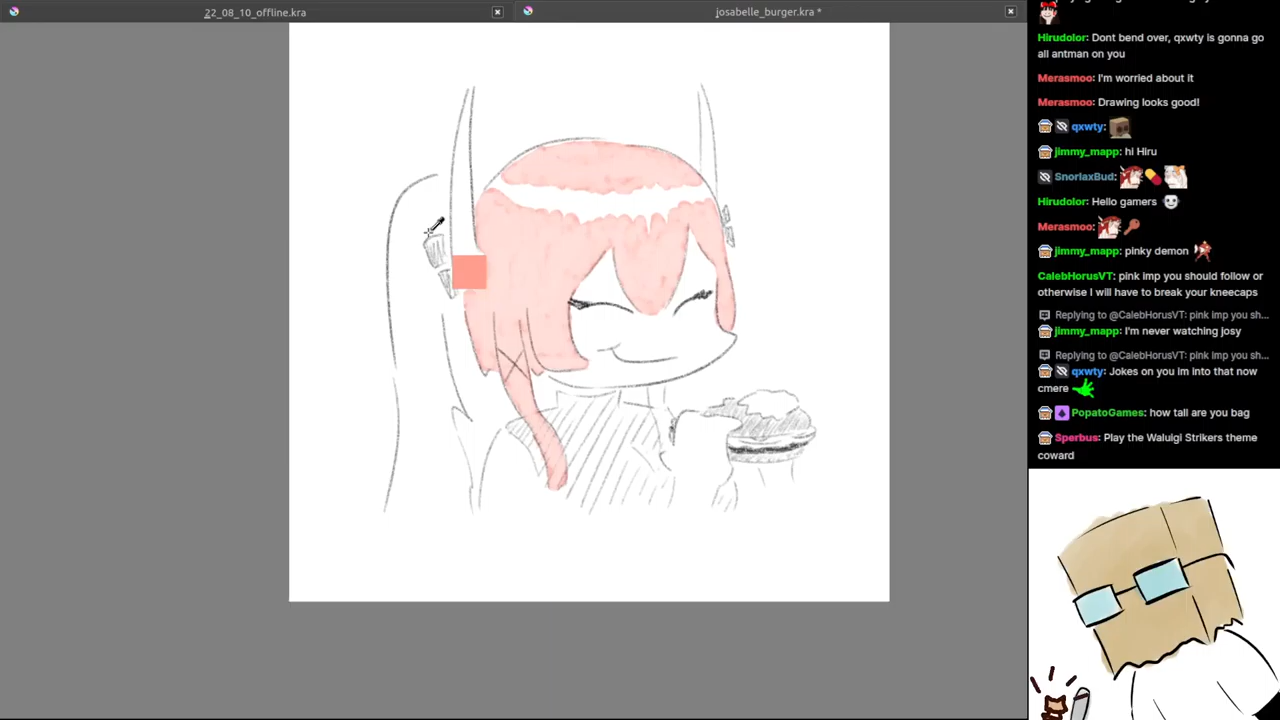 22_08_10_offline.kra
josabelle_burger.kra *
Hirudolor: Dont bend over, qxwty is gonna go
all antman on you
Merasmoo: I'm worried about it
Merasmoo: Drawing looks good!
qxwty:
jimmy_mapp: hi Hiru
SnorlaxBud:
Hirudolor: Hello gamers
Merasmoo:
jimmy_mapp: pinky demon
CalebHorusVT: pink imp you should follow or
otherwise I will have to break your kneecaps
Replying to @CalebHorusVT: pink imp you sh...
jimmy_mapp: I'm never watching josy
Replying to @CalebHorusVT: pink imp you sh...
qxwty: Jokes on you im into that now
cmere
PopatoGames: how tall are you bag
Sperbus: Play the Waluigi Strikers theme
coward